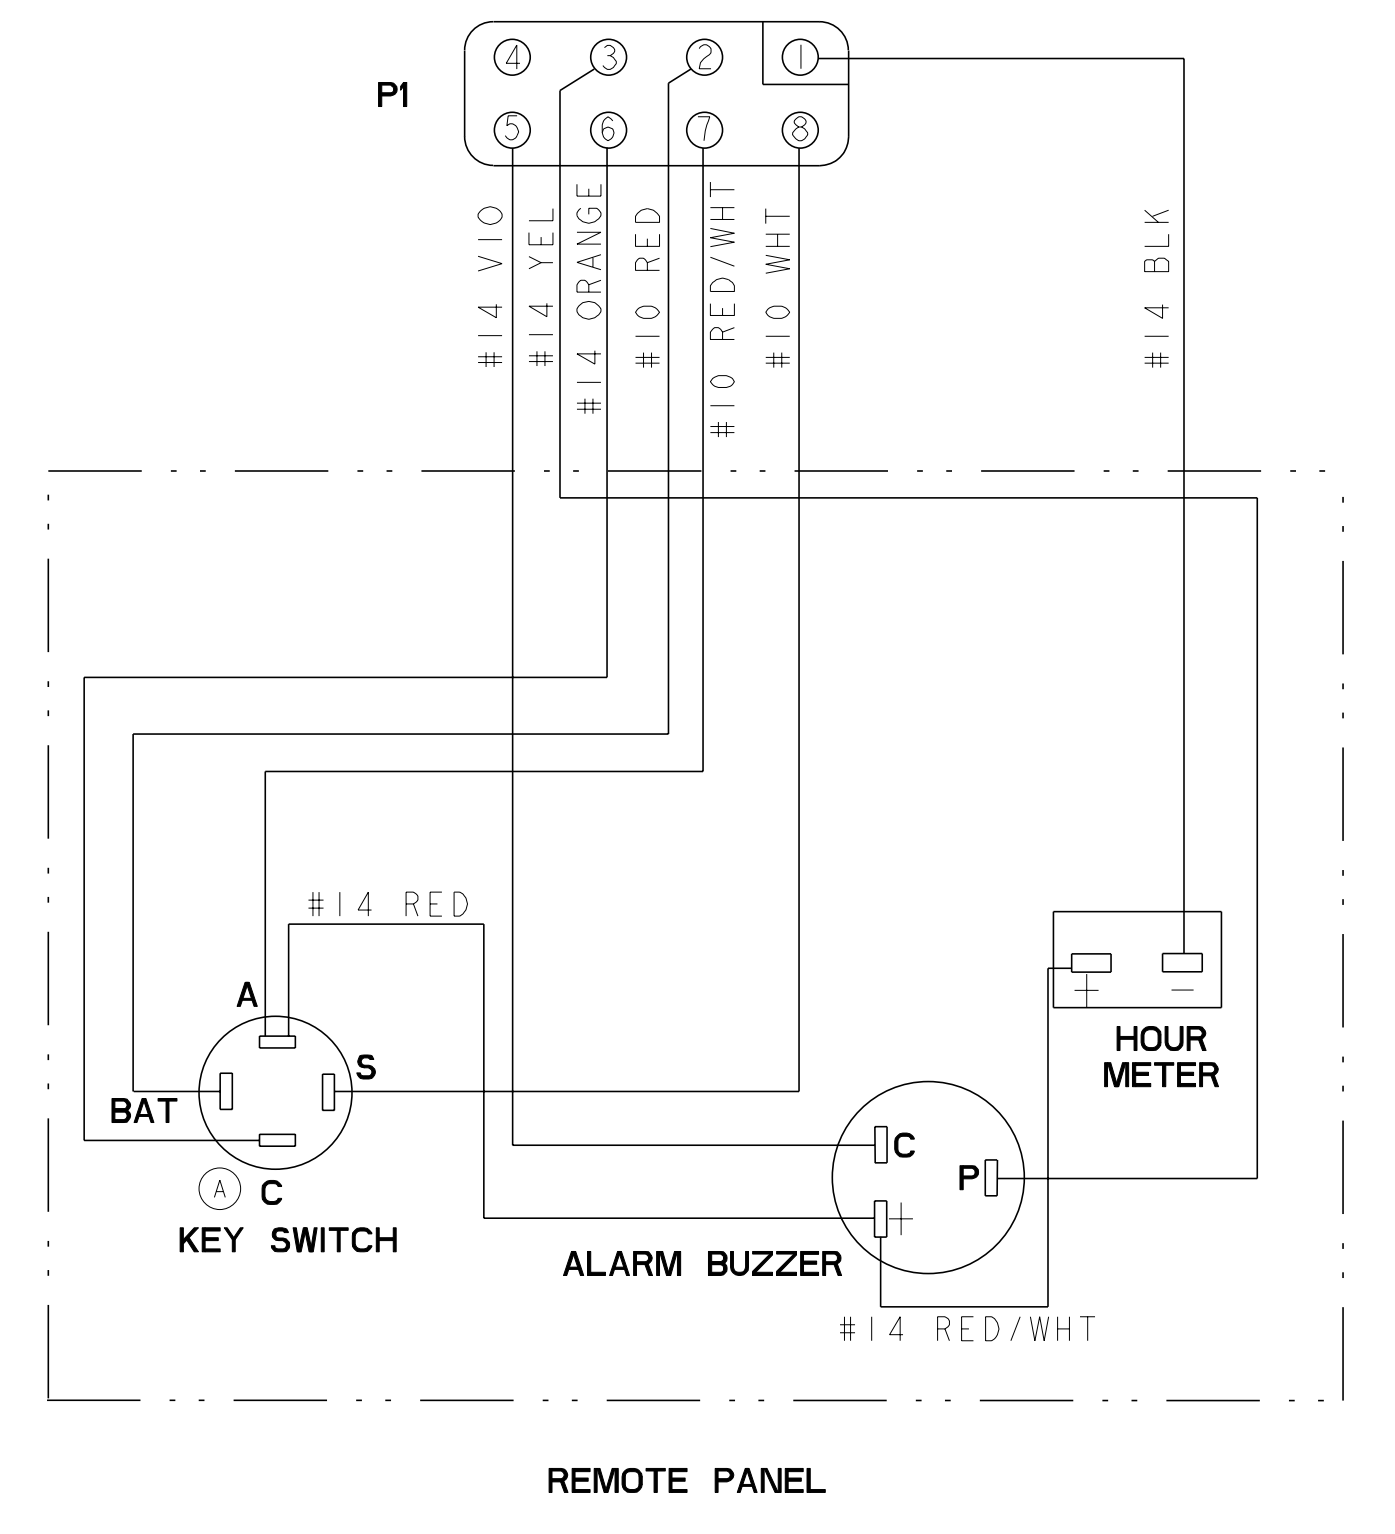 4 3 2 1
P1
5 6 7 8
#14 VIO
#14 YEL
#14 ORANGE
#10 RED
#10 RED/WHT
#10 WHT
#14 BLK
#14 RED
A
S
BAT
A C
KEY SWITCH
+ −
HOUR
METER
C
P
+
ALARM BUZZER
#14 RED/WHT
REMOTE PANEL